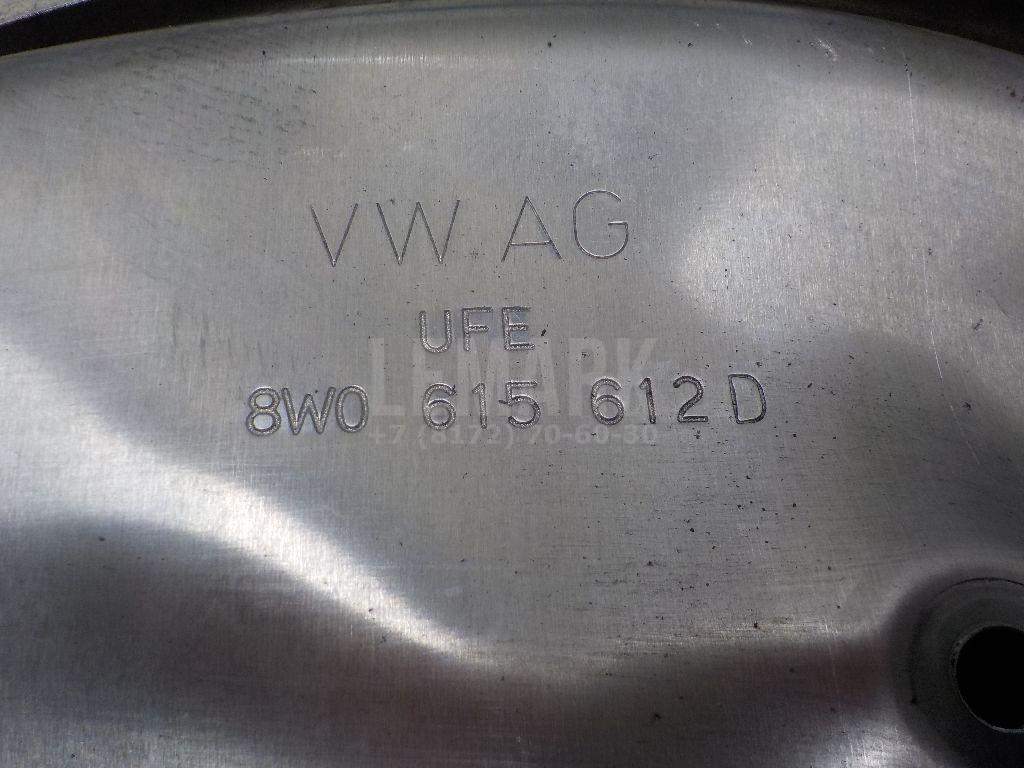 VW AG
UFE
8W0 615 612 D
LEMARK
+7 (8172) 70-60-80